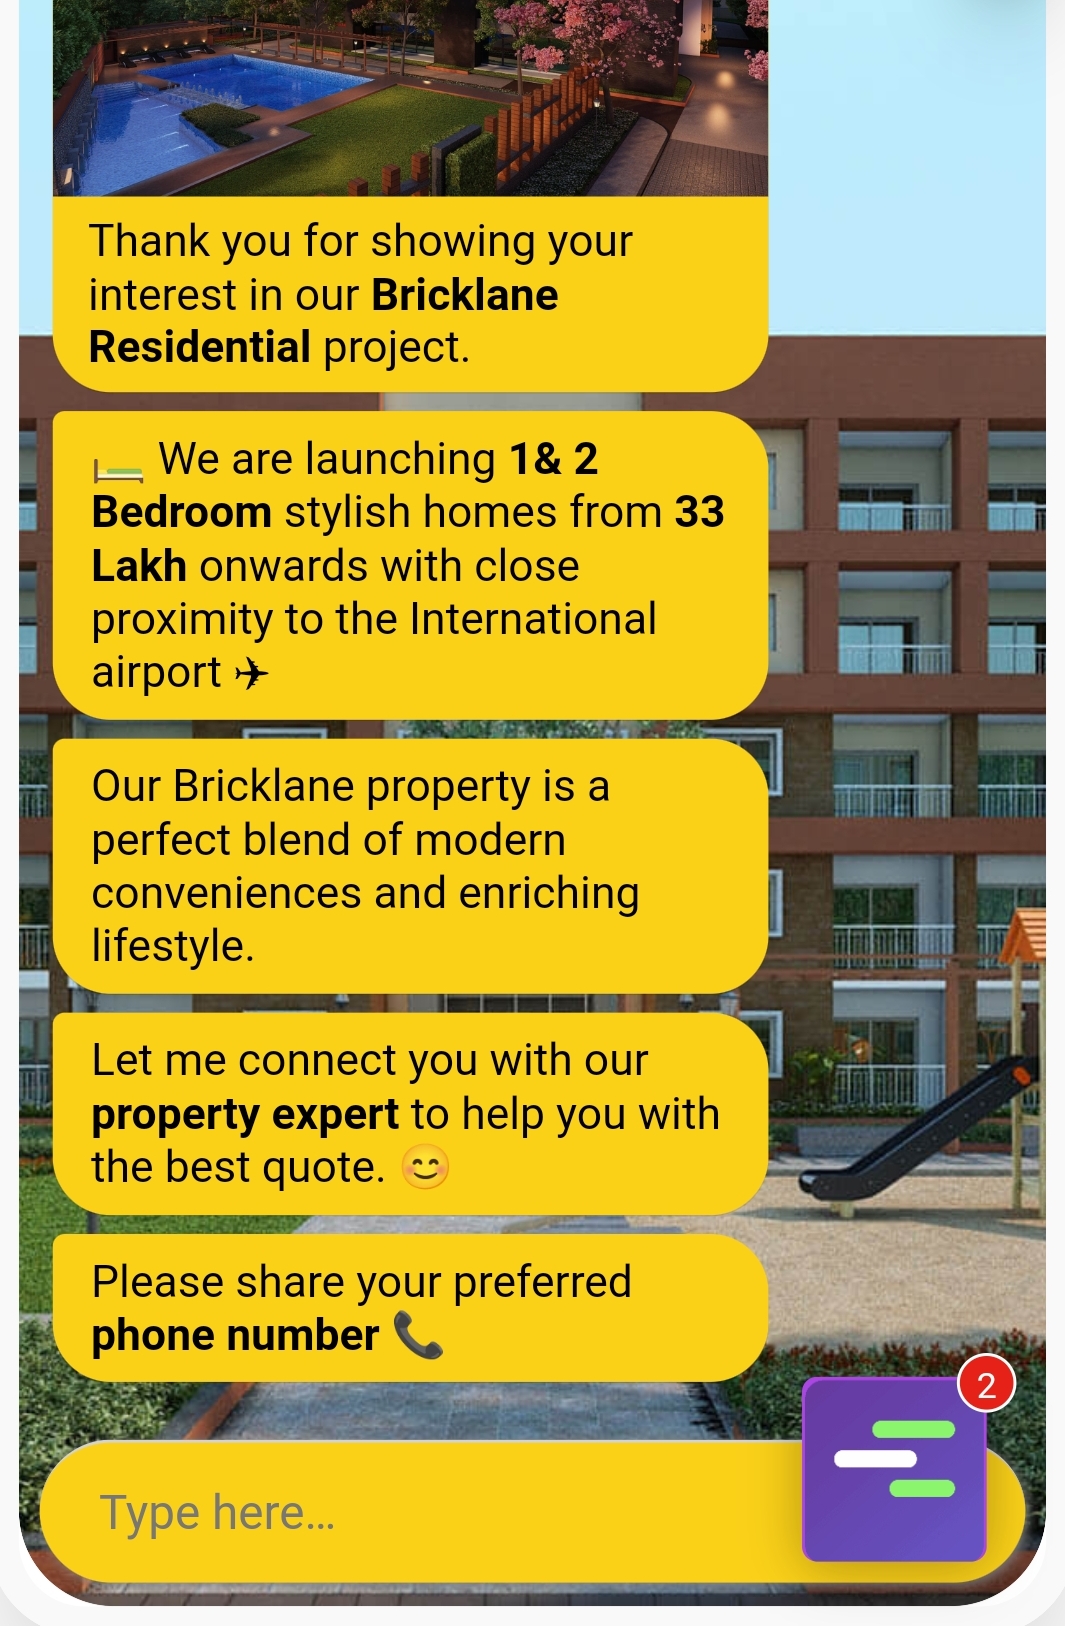 Thank you for showing your
interest in our Bricklane
Residential project.
🛏️ We are launching 1& 2
Bedroom stylish homes from 33
Lakh onwards with close
proximity to the International
airport ✈
Our Bricklane property is a
perfect blend of modern
conveniences and enriching
lifestyle.
Let me connect you with our
property expert to help you with
the best quote. 😊
Please share your preferred
phone number 📞
2
Type here...